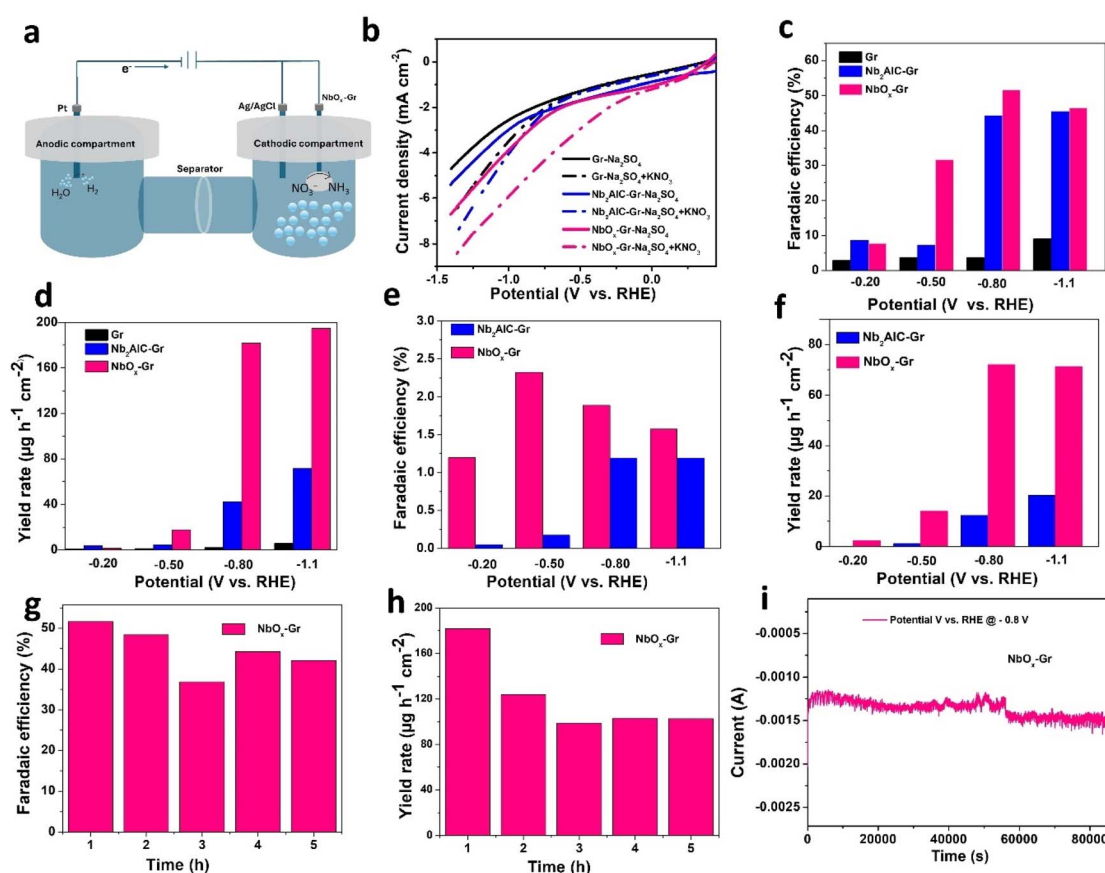 a
e⁻
Pt
Ag/AgCl
NbOₓ-Gr
Anodic compartment
Cathodic compartment
Separator
H₂O
H₂
NO₃⁻
NH₃
b
Current density (mA cm⁻²)
0
-2
-4
-6
-8
Gr-Na₂SO₄
Gr-Na₂SO₄+KNO₃
Nb₂AlC-Gr-Na₂SO₄
Nb₂AlC-Gr-Na₂SO₄+KNO₃
NbOₓ-Gr-Na₂SO₄
NbOₓ-Gr-Na₂SO₄+KNO₃
-1.5 -1.0 -0.5 0.0
Potential (V vs. RHE)
c
Faradaic efficiency (%)
60
50
40
30
20
10
0
Gr
Nb₂AlC-Gr
NbOₓ-Gr
-0.20 -0.50 -0.80 -1.1
Potential (V vs. RHE)
d
Yield rate (µg h⁻¹ cm⁻²)
200
160
120
80
40
0
Gr
Nb₂AlC-Gr
NbOₓ-Gr
-0.20 -0.50 -0.80 -1.1
Potential (V vs. RHE)
e
Faradaic efficiency (%)
3.0
2.5
2.0
1.5
1.0
0.5
0.0
Nb₂AlC-Gr
NbOₓ-Gr
-0.20 -0.50 -0.80 -1.1
Potential (V vs. RHE)
f
Yield rate (µg h⁻¹ cm⁻²)
80
60
40
20
0
Nb₂AlC-Gr
NbOₓ-Gr
-0.20 -0.50 -0.80 -1.1
Potential (V vs. RHE)
g
Faradaic efficiency (%)
50
40
30
20
10
0
NbOₓ-Gr
1 2 3 4 5
Time (h)
h
Yield rate (µg h⁻¹ cm⁻²)
200
180
160
140
120
100
80
60
40
20
0
NbOₓ-Gr
1 2 3 4 5
Time (h)
i
Current (A)
-0.0005
-0.0010
-0.0015
-0.0020
-0.0025
Potential V vs. RHE @ - 0.8 V
NbOₓ-Gr
0 20000 40000 60000 80000
Time (s)